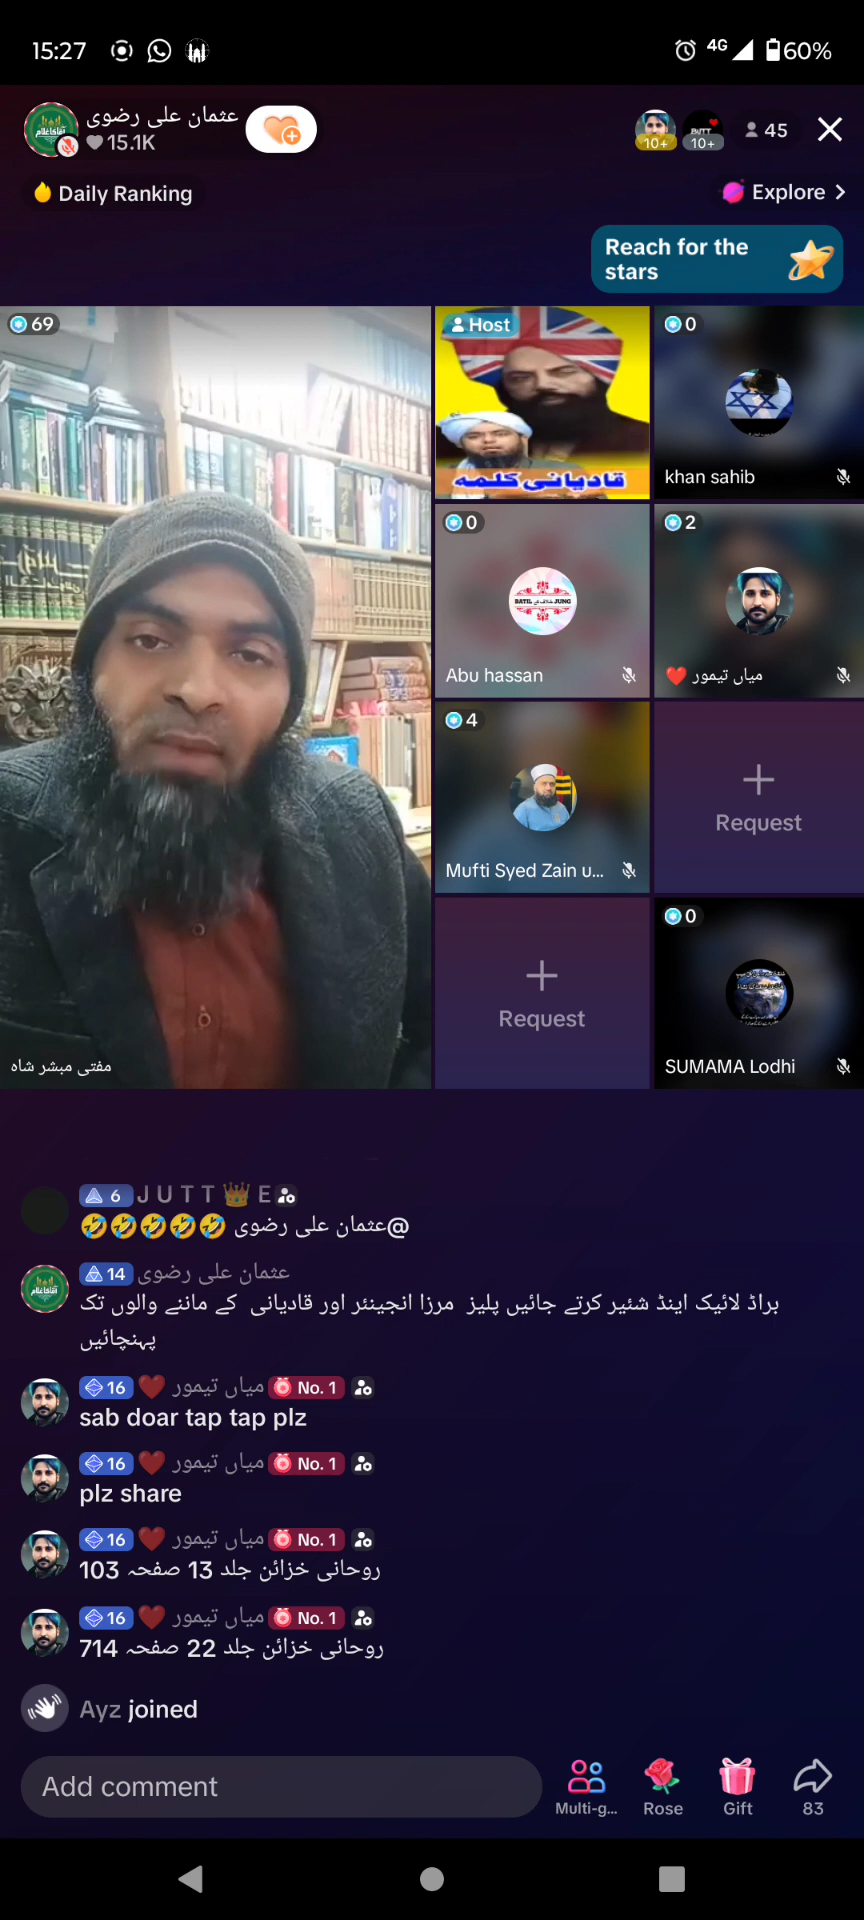 15:27
4G
60%
عثمان علی رضوی
15.1K
10+
10+
45
Daily Ranking
Explore
Reach for the
stars
69
Host
قادیانی کلمہ
0
khan sahib
0
BATIL خلاف کے JUNG
Abu hassan
2
میاں تیمور ❤️
4
Mufti Syed Zain u...
Request
Request
0
SUMAMA Lodhi
مفتی مبشر شاہ
6 J U T T 👑 E
@عثمان علی رضوی 🤣🤣🤣🤣🤣
14 عثمان علی رضوی
براڈ لائیک اینڈ شئیر کرتے جائیں پلیز مرزا انجینئر اور قادیانی کے ماننے والوں تک
پہنچائیں
16 ❤️ میاں تیمور No. 1
sab doar tap tap plz
16 ❤️ میاں تیمور No. 1
plz share
16 ❤️ میاں تیمور No. 1
روحانی خزائن جلد 13 صفحہ 103
16 ❤️ میاں تیمور No. 1
روحانی خزائن جلد 22 صفحہ 714
Ayz joined
Add comment
Multi-g...
Rose
Gift
83